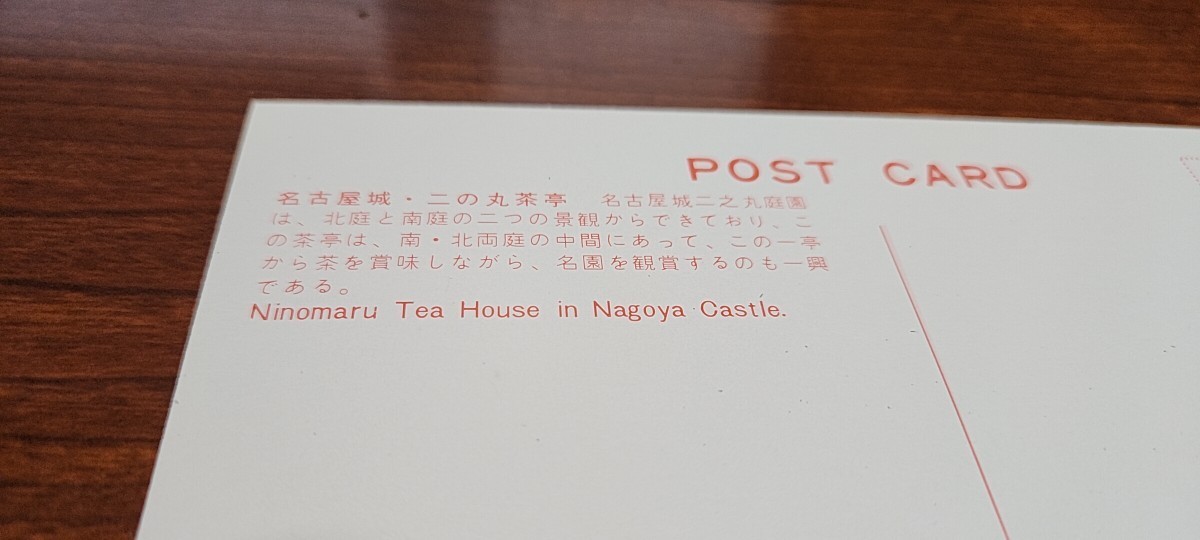 POST CARD
名古屋城・二の丸茶亭　名古屋城二之丸庭園
は、北庭と南庭の二つの景観からできており、こ
の茶亭は、南・北両庭の中間にあって、この一亭
から茶を賞味しながら、名園を観賞するのも一興
である。
Ninomaru Tea House in Nagoya Castle.